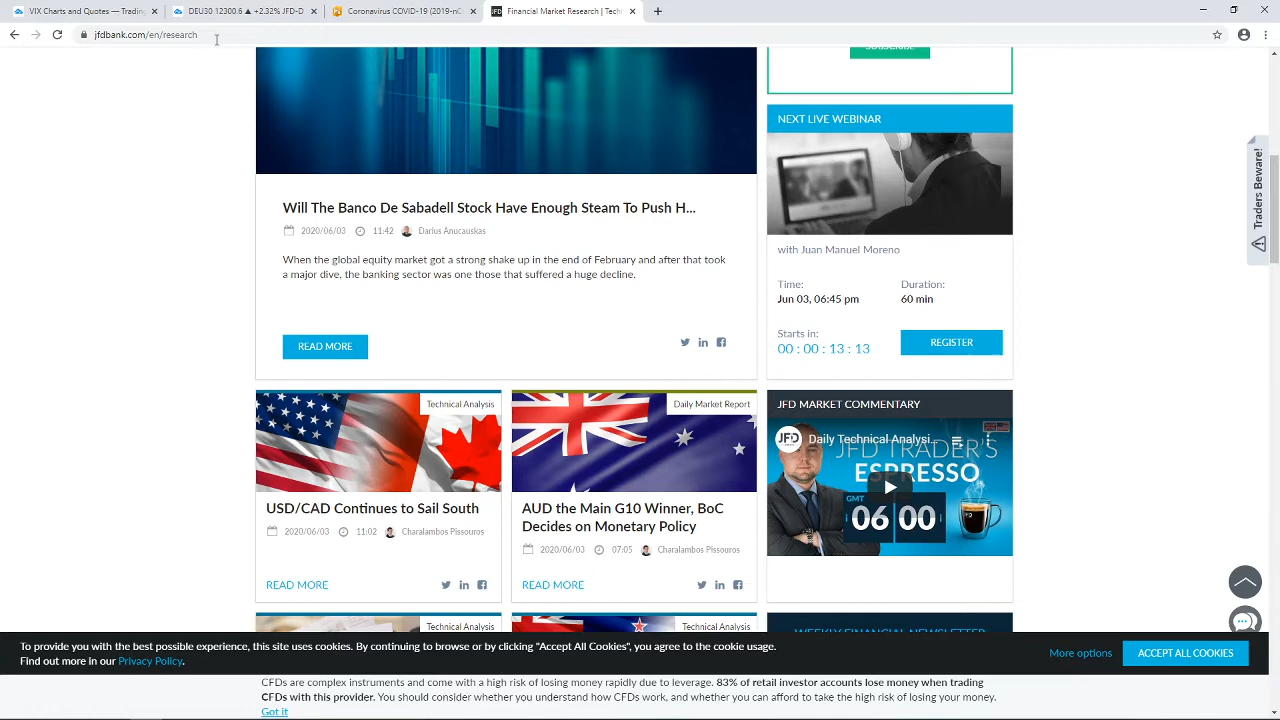 VIX Charts and Quotes — Trading
DEU30 12300.6 ▲ +2.32% JFD-D
Coronavirus COVID-19 (2019-nC
Financial Market Research | Techn
jfdbank.com/en/research
SUBSCRIBE
NEXT LIVE WEBINAR
Traders Beware!
Will The Banco De Sabadell Stock Have Enough Steam To Push H...
2020/06/03 11:42 Darius Anucauskas
When the global equity market got a strong shake up in the end of February and after that took
a major dive, the banking sector was one those that suffered a huge decline.
READ MORE
with Juan Manuel Moreno
Time: Duration:
Jun 03, 06:45 pm 60 min
Starts in:
00 : 00 : 13 : 13
REGISTER
Technical Analysis
USD/CAD Continues to Sail South
2020/06/03 11:02 Charalambos Pissouros
READ MORE
Daily Market Report
AUD the Main G10 Winner, BoC
Decides on Monetary Policy
2020/06/03 07:05 Charalambos Pissouros
READ MORE
JFD MARKET COMMENTARY
JFD
Daily Technical Analysi...
JFD TRADER'S
ESPRESSO
GMT
06 00
Technical Analysis
Technical Analysis
WEEKLY FINANCIAL NEWSLETTER
To provide you with the best possible experience, this site uses cookies. By continuing to browse or by clicking "Accept All Cookies", you agree to the cookie usage.
Find out more in our Privacy Policy.
More options
ACCEPT ALL COOKIES
CFDs are complex instruments and come with a high risk of losing money rapidly due to leverage. 83% of retail investor accounts lose money when trading
CFDs with this provider. You should consider whether you understand how CFDs work, and whether you can afford to take the high risk of losing your money.
Got it